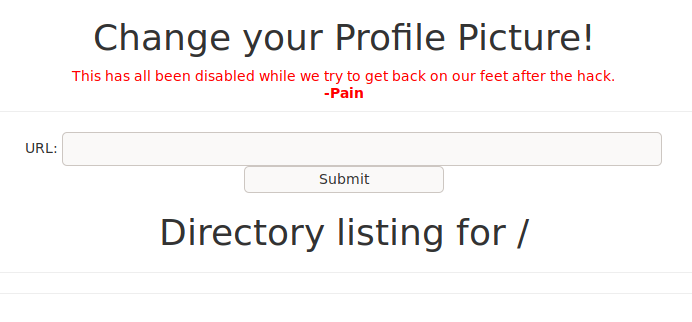 Change your Profile Picture!
This has all been disabled while we try to get back on our feet after the hack.
-Pain
URL:
Submit
Directory listing for /